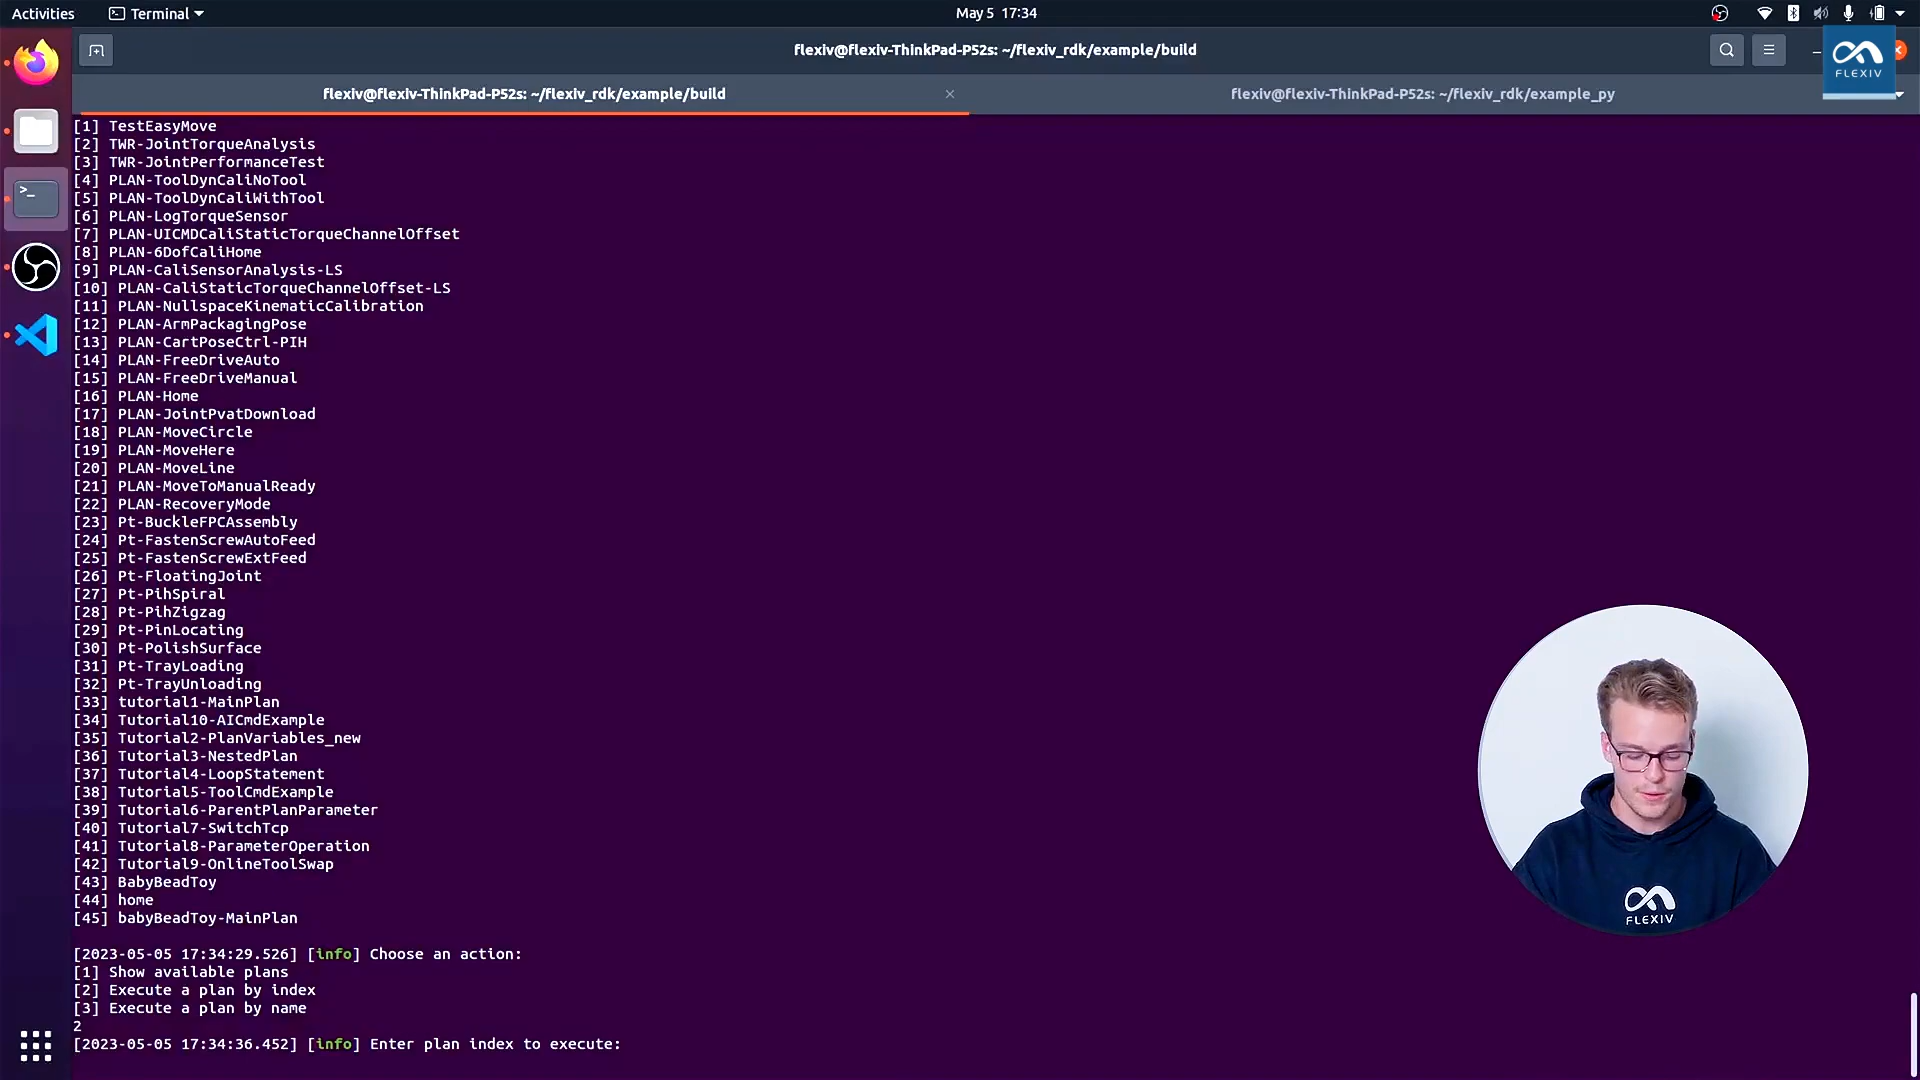 Activities
Terminal
May 5 17:34
flexiv@flexiv-ThinkPad-P52s: ~/flexiv_rdk/example/build
FLEXIV
flexiv@flexiv-ThinkPad-P52s: ~/flexiv_rdk/example/build
flexiv@flexiv-ThinkPad-P52s: ~/flexiv_rdk/example_py
[1] TestEasyMove
[2] TWR-JointTorqueAnalysis
[3] TWR-JointPerformanceTest
[4] PLAN-ToolDynCaliNoTool
[5] PLAN-ToolDynCaliWithTool
[6] PLAN-LogTorqueSensor
[7] PLAN-UICMDCaliStaticTorqueChannelOffset
[8] PLAN-6DofCaliHome
[9] PLAN-CaliSensorAnalysis-LS
[10] PLAN-CaliStaticTorqueChannelOffset-LS
[11] PLAN-NullspaceKinematicCalibration
[12] PLAN-ArmPackagingPose
[13] PLAN-CartPoseCtrl-PIH
[14] PLAN-FreeDriveAuto
[15] PLAN-FreeDriveManual
[16] PLAN-Home
[17] PLAN-JointPvatDownload
[18] PLAN-MoveCircle
[19] PLAN-MoveHere
[20] PLAN-MoveLine
[21] PLAN-MoveToManualReady
[22] PLAN-RecoveryMode
[23] Pt-BuckleFPCAssembly
[24] Pt-FastenScrewAutoFeed
[25] Pt-FastenScrewExtFeed
[26] Pt-FloatingJoint
[27] Pt-PihSpiral
[28] Pt-PihZigzag
[29] Pt-PinLocating
[30] Pt-PolishSurface
[31] Pt-TrayLoading
[32] Pt-TrayUnloading
[33] tutorial1-MainPlan
[34] Tutorial10-AICmdExample
[35] Tutorial2-PlanVariables_new
[36] Tutorial3-NestedPlan
[37] Tutorial4-LoopStatement
[38] Tutorial5-ToolCmdExample
[39] Tutorial6-ParentPlanParameter
[40] Tutorial7-SwitchTcp
[41] Tutorial8-ParameterOperation
[42] Tutorial9-OnlineToolSwap
[43] BabyBeadToy
[44] home
[45] babyBeadToy-MainPlan
FLEXIV
[2023-05-05 17:34:29.526] [info] Choose an action:
[1] Show available plans
[2] Execute a plan by index
[3] Execute a plan by name
2
[2023-05-05 17:34:36.452] [info] Enter plan index to execute: